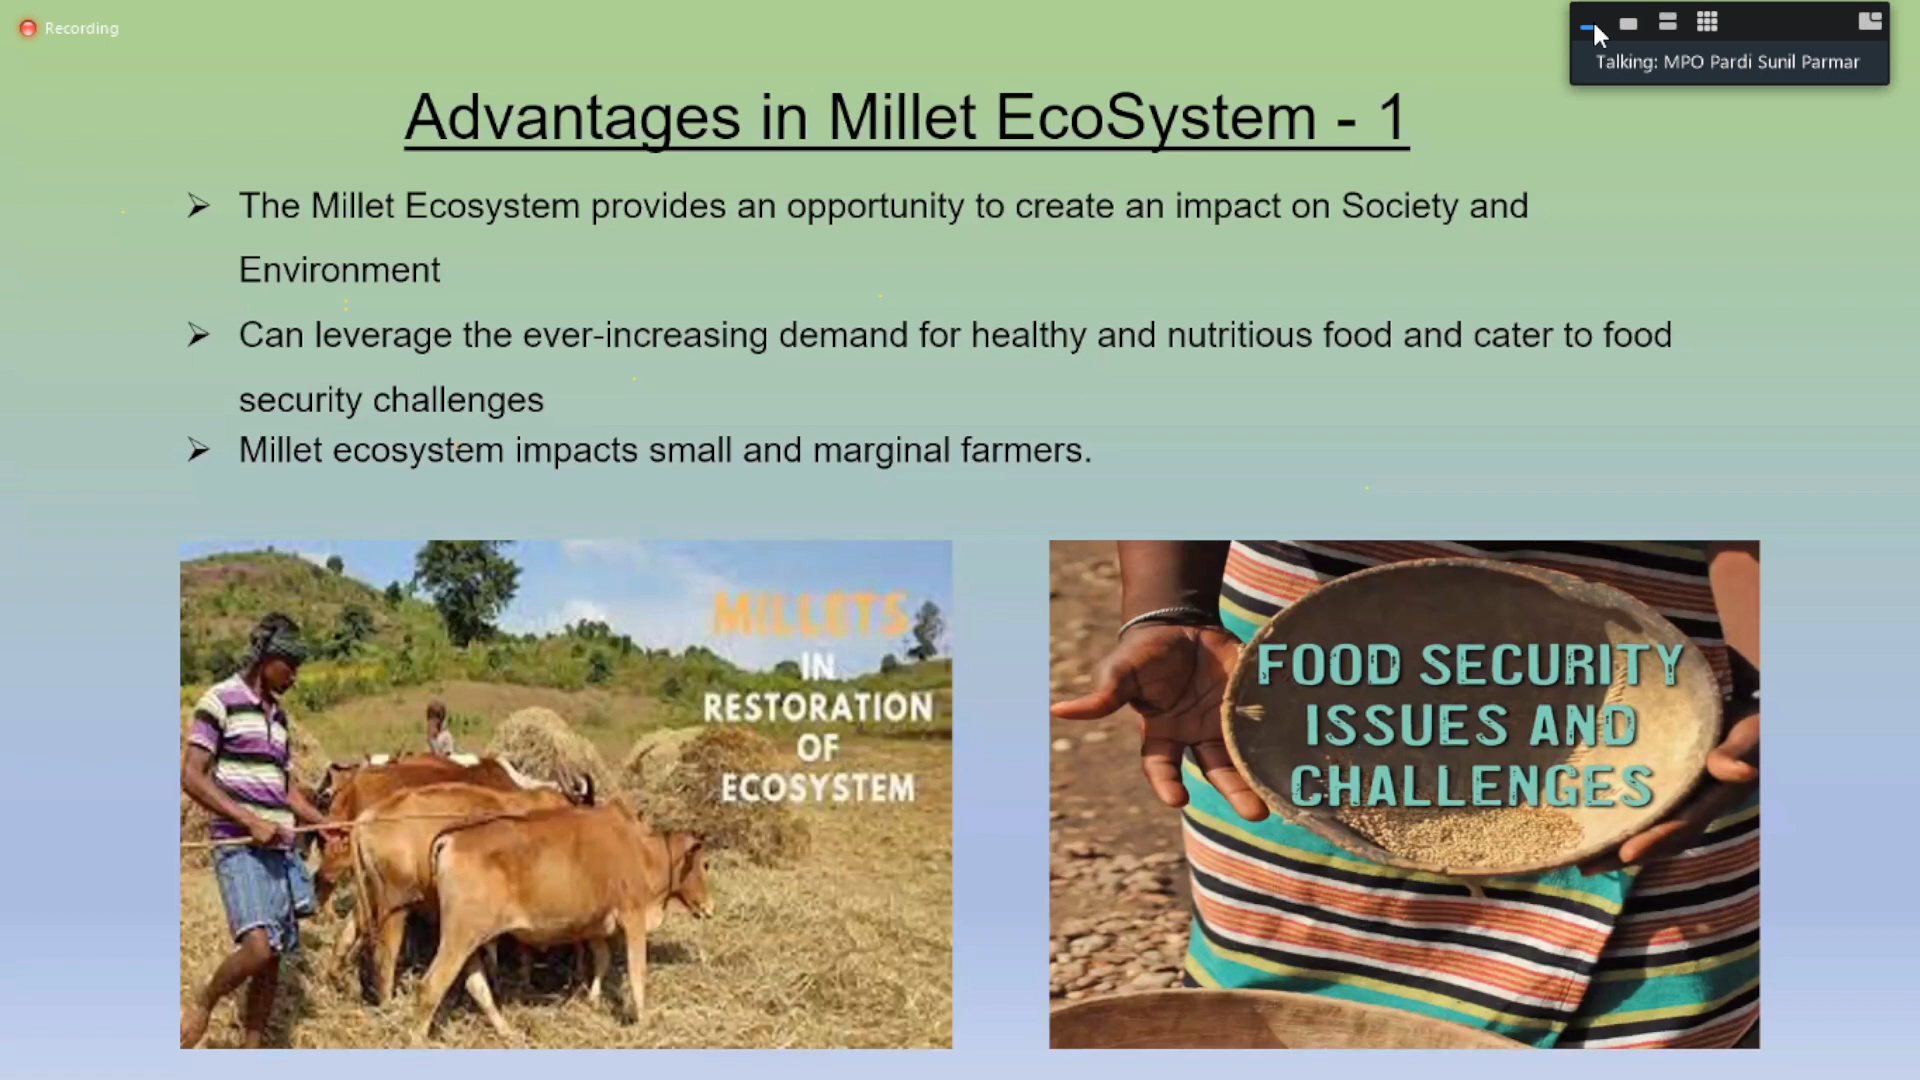 Recording
Talking: MPO Pardi Sunil Parmar
Advantages in Millet EcoSystem - 1
The Millet Ecosystem provides an opportunity to create an impact on Society and
Environment
Can leverage the ever-increasing demand for healthy and nutritious food and cater to food
security challenges
Millet ecosystem impacts small and marginal farmers.
MILLETS
IN
RESTORATION
OF
ECOSYSTEM
FOOD SECURITY
ISSUES AND
CHALLENGES